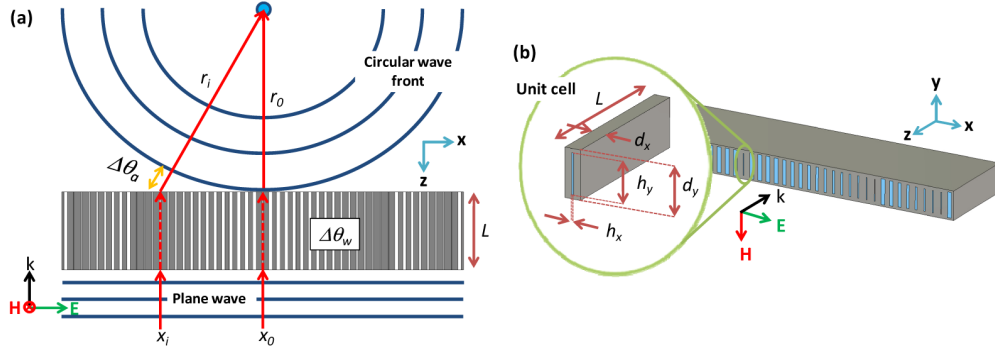 (a)
r_i
r_0
Circular wave
front
x
z
Δθ_a
Δθ_w
L
k
H
E
Plane wave
x_i
x_0
(b)
Unit cell
L
d_x
h_y
d_y
h_x
y
z
x
k
E
H